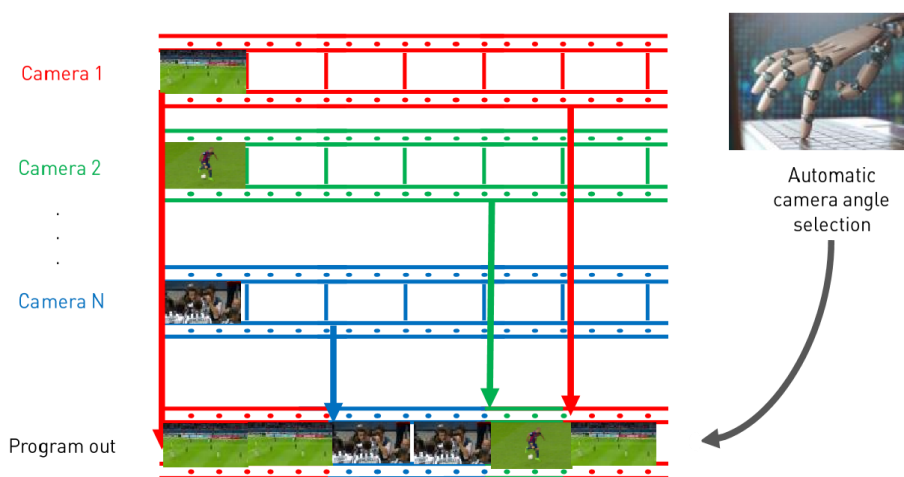 Camera 1
Camera 2
.
.
.
Camera N
Program out
Automatic
camera angle
selection